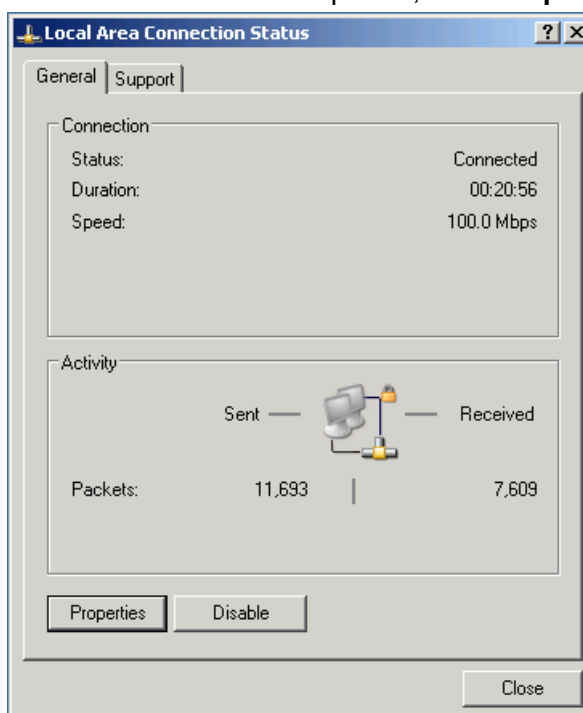 Local Area Connection Status
General Support
Connection
Status: Connected
Duration: 00:20:56
Speed: 100.0 Mbps
Activity
Sent Received
Packets: 11,693 7,609
Properties Disable
Close